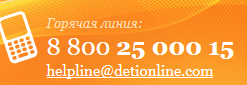 Горячая линия:
8 800 25 000 15
helpline@detionline.com